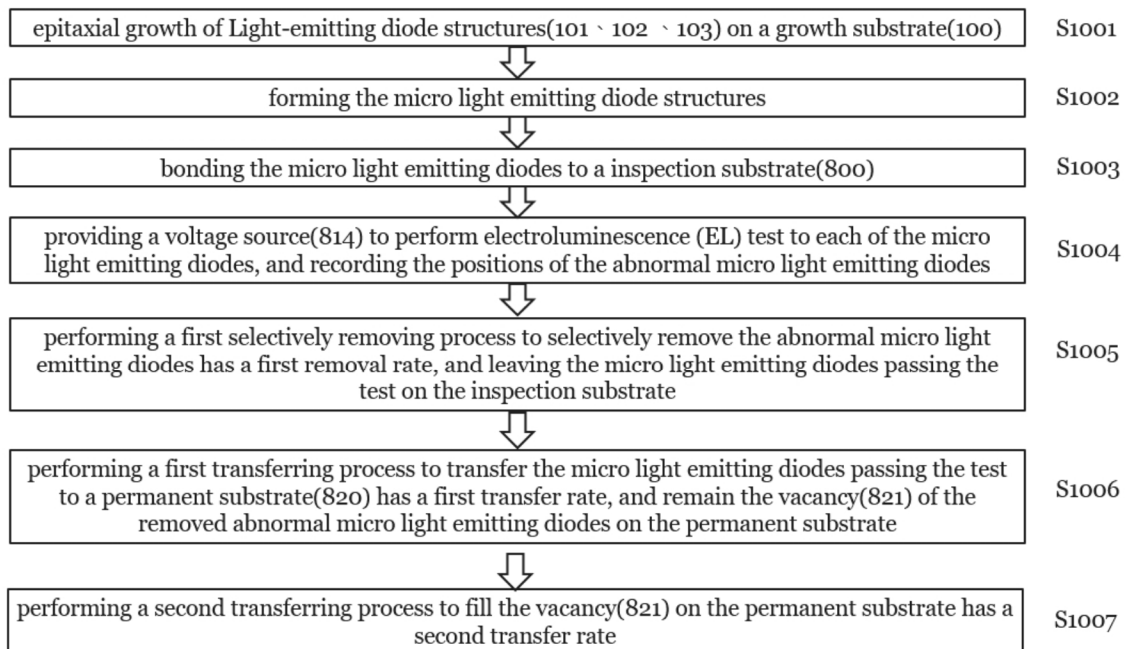 epitaxial growth of Light-emitting diode structures(101、102 、103) on a growth substrate(100)
S1001
forming the micro light emitting diode structures
S1002
bonding the micro light emitting diodes to a inspection substrate(800)
S1003
providing a voltage source(814) to perform electroluminescence (EL) test to each of the micro
light emitting diodes, and recording the positions of the abnormal micro light emitting diodes
S1004
performing a first selectively removing process to selectively remove the abnormal micro light
emitting diodes has a first removal rate, and leaving the micro light emitting diodes passing the
test on the inspection substrate
S1005
performing a first transferring process to transfer the micro light emitting diodes passing the test
to a permanent substrate(820) has a first transfer rate, and remain the vacancy(821) of the
removed abnormal micro light emitting diodes on the permanent substrate
S1006
performing a second transferring process to fill the vacancy(821) on the permanent substrate has a
second transfer rate
S1007